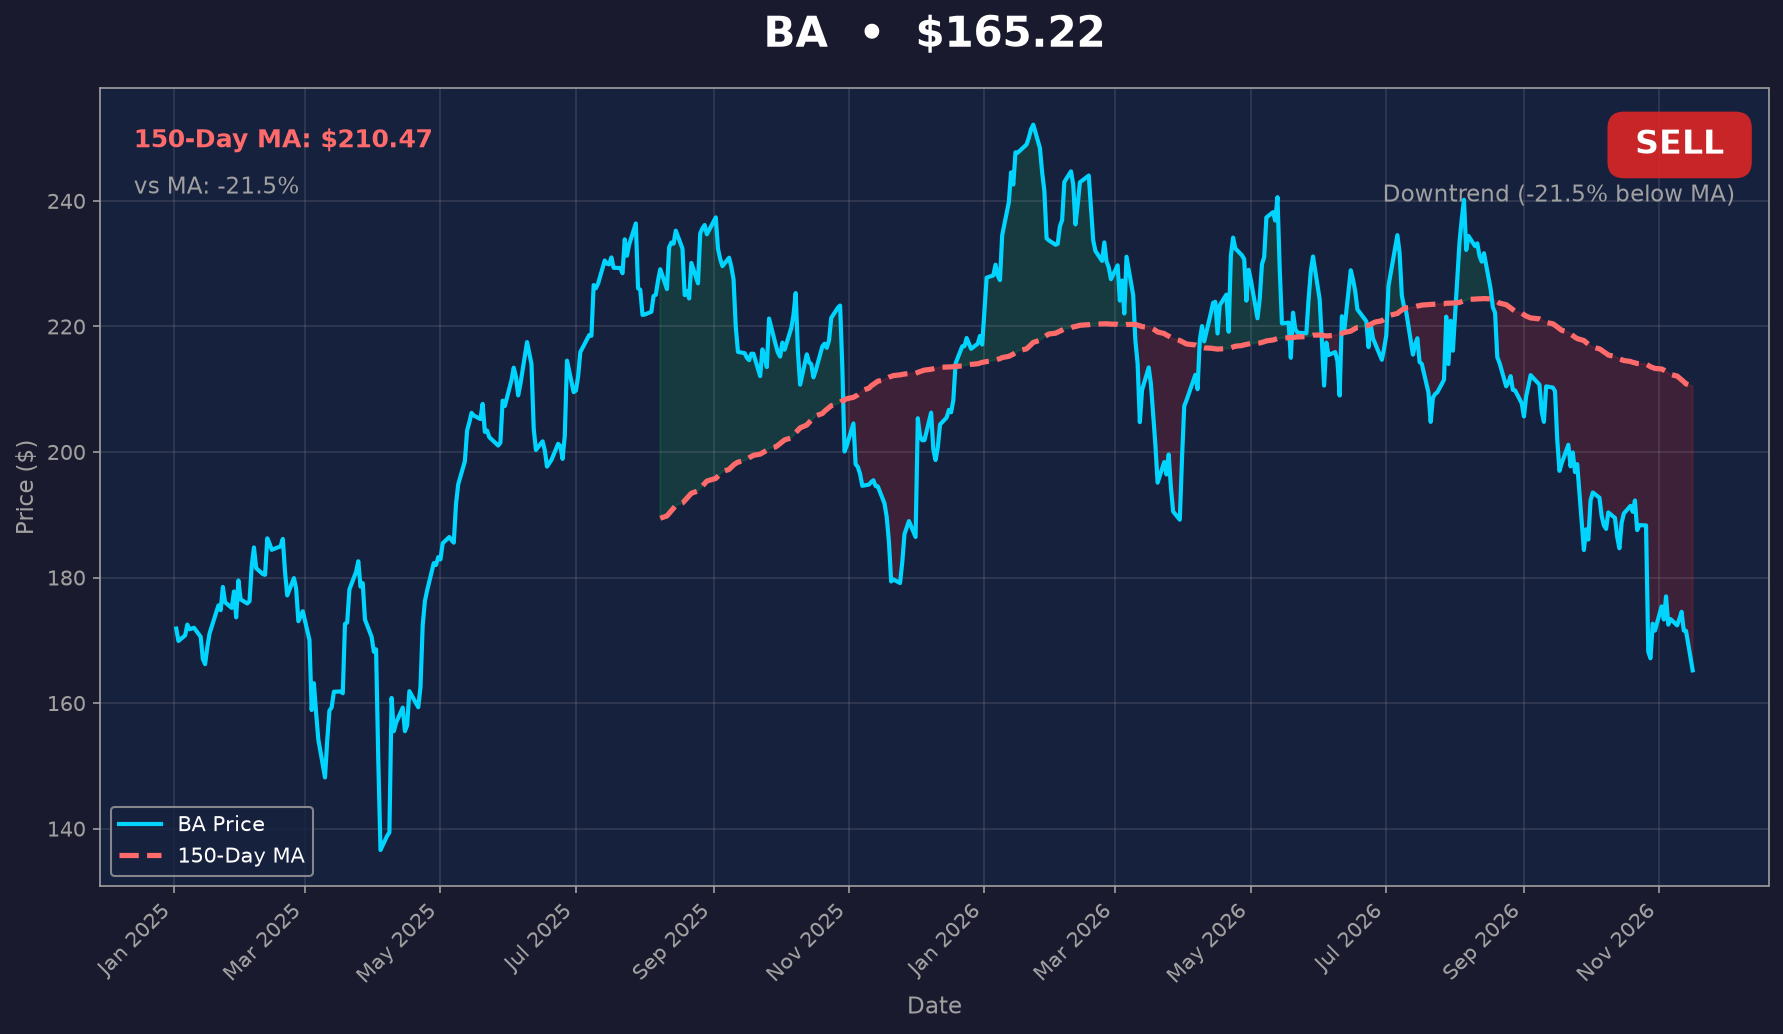 BA • $165.22
150-Day MA: $210.47
SELL
vs MA: -21.5%
Downtrend (-21.5% below MA)
240
220
200
180
160
140
Price ($)
BA Price
150-Day MA
Jan 2025
Mar 2025
May 2025
Jul 2025
Sep 2025
Nov 2025
Jan 2026
Mar 2026
May 2026
Jul 2026
Sep 2026
Nov 2026
Date